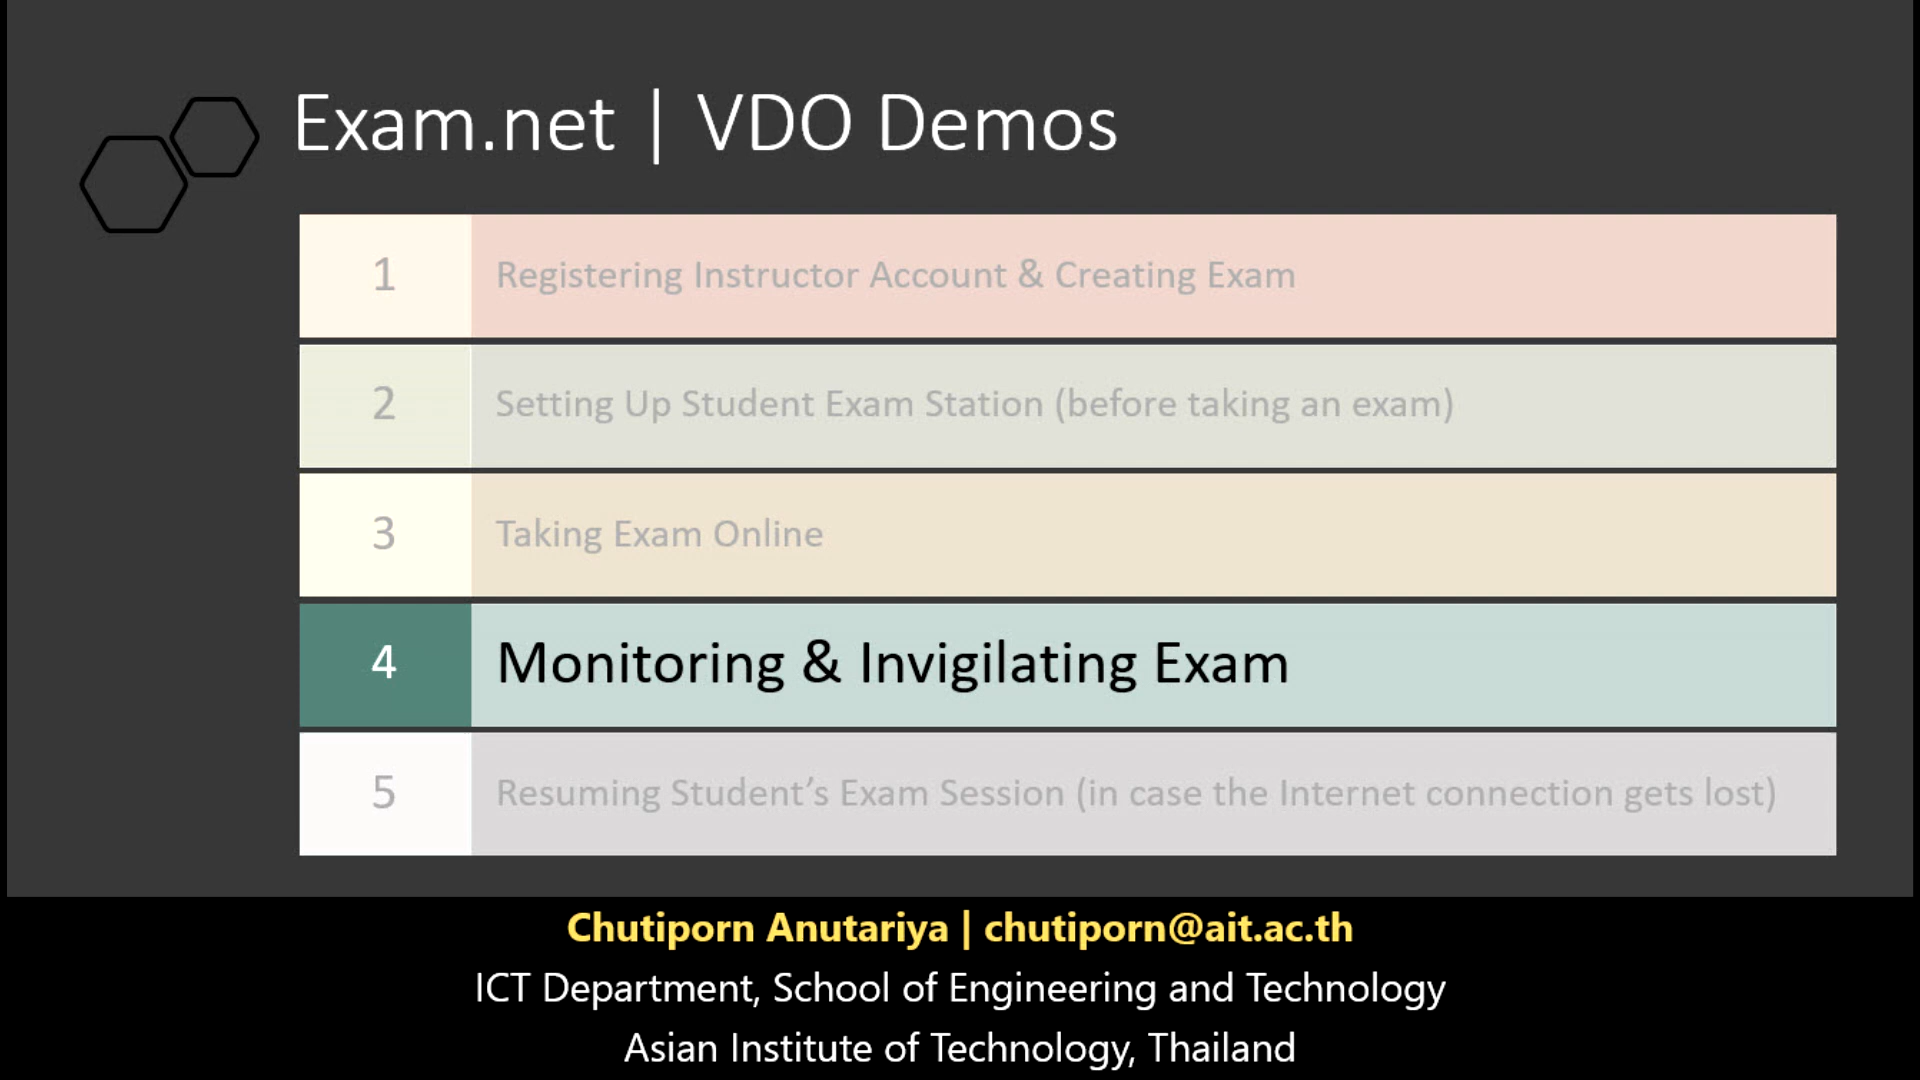 Exam.net | VDO Demos
1 Registering Instructor Account & Creating Exam
2 Setting Up Student Exam Station (before taking an exam)
3 Taking Exam Online
4 Monitoring & Invigilating Exam
5 Resuming Student’s Exam Session (in case the Internet connection gets lost)
Chutiporn Anutariya | chutiporn@ait.ac.th
ICT Department, School of Engineering and Technology
Asian Institute of Technology, Thailand